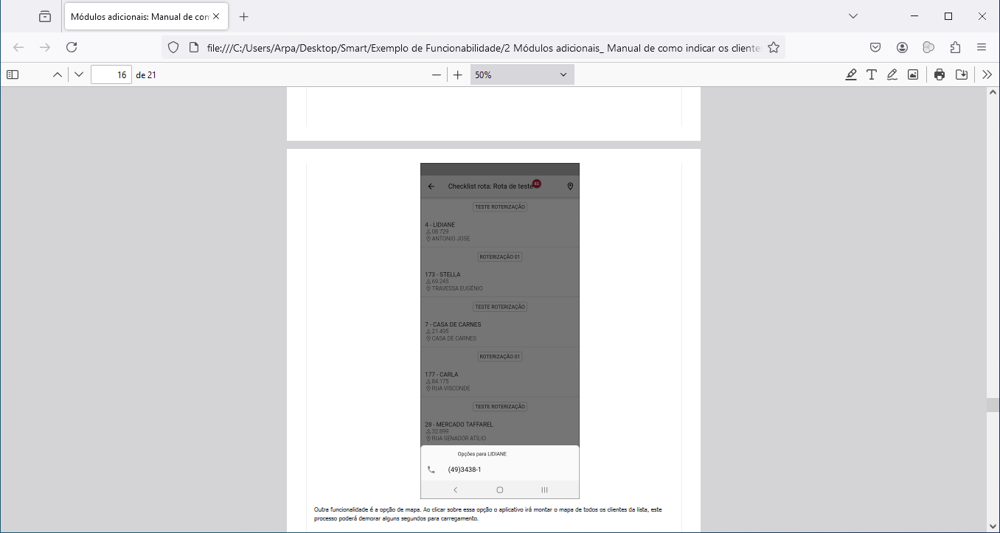 Módulos adicionais: Manual de com
file:///C:/Users/Arpa/Desktop/Smart/Exemplo de Funcionabilidade/2 Módulos adicionais_ Manual de como indicar os cliente
16 de 21
50%
Checklist rota: Rota de teste
TESTE ROTERIZAÇÃO
4 - LIDIANE
08.729
ANTONIO JOSE
ROTERIZAÇÃO 01
173 - STELLA
69.245
TRAVESSA EUGÊNIO
TESTE ROTERIZAÇÃO
7 - CASA DE CARNES
21.495
CASA DE CARNES
ROTERIZAÇÃO 01
177 - CARLA
84.175
RUA VISCONDE
TESTE ROTERIZAÇÃO
28 - MERCADO TAFFAREL
32.899
RUA SENADOR ATÍLIO
Opções para LIDIANE
(49)3438-1
Outra funcionalidade é a opção de mapa. Ao clicar sobre essa opção o aplicativo irá montar o mapa de todos os clientes da lista, este
processo poderá demorar alguns segundos para carregamento.